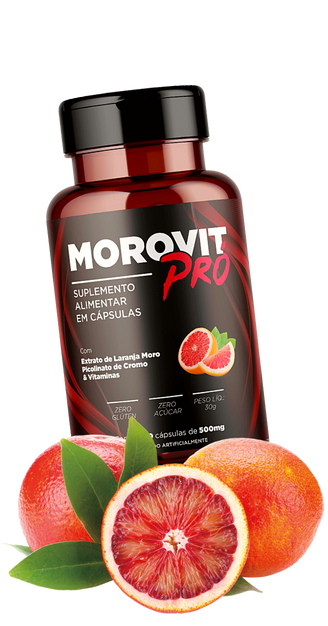 MOROVIT
PRÓ
SUPLEMENTO
ALIMENTAR
EM CÁPSULAS
Com
Extrato de Laranja Moro
Picolinato de Cromo
& Vitaminas
ZERO
GLÚTEN
ZERO
AÇÚCAR
PESO LÍQ.
30g
cápsulas de 500mg
ARTIFICIALMENTE